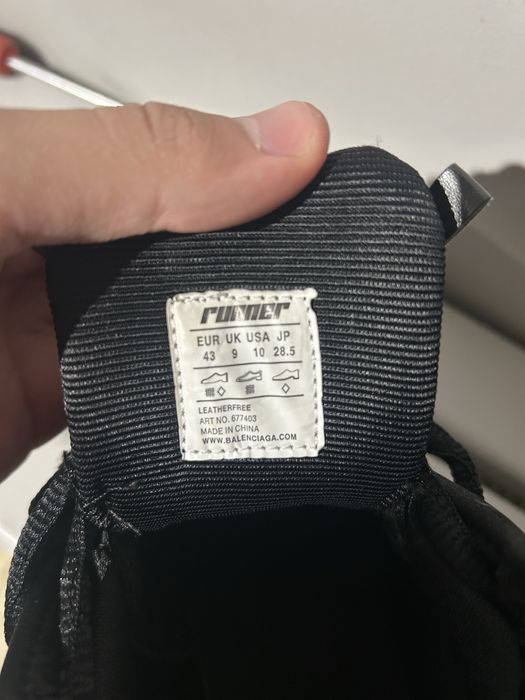 runner
EUR UK USA JP
43 9 10 28.5
LEATHERFREE
ART NO. 677403
MADE IN CHINA
WWW.BALENCIAGA.COM